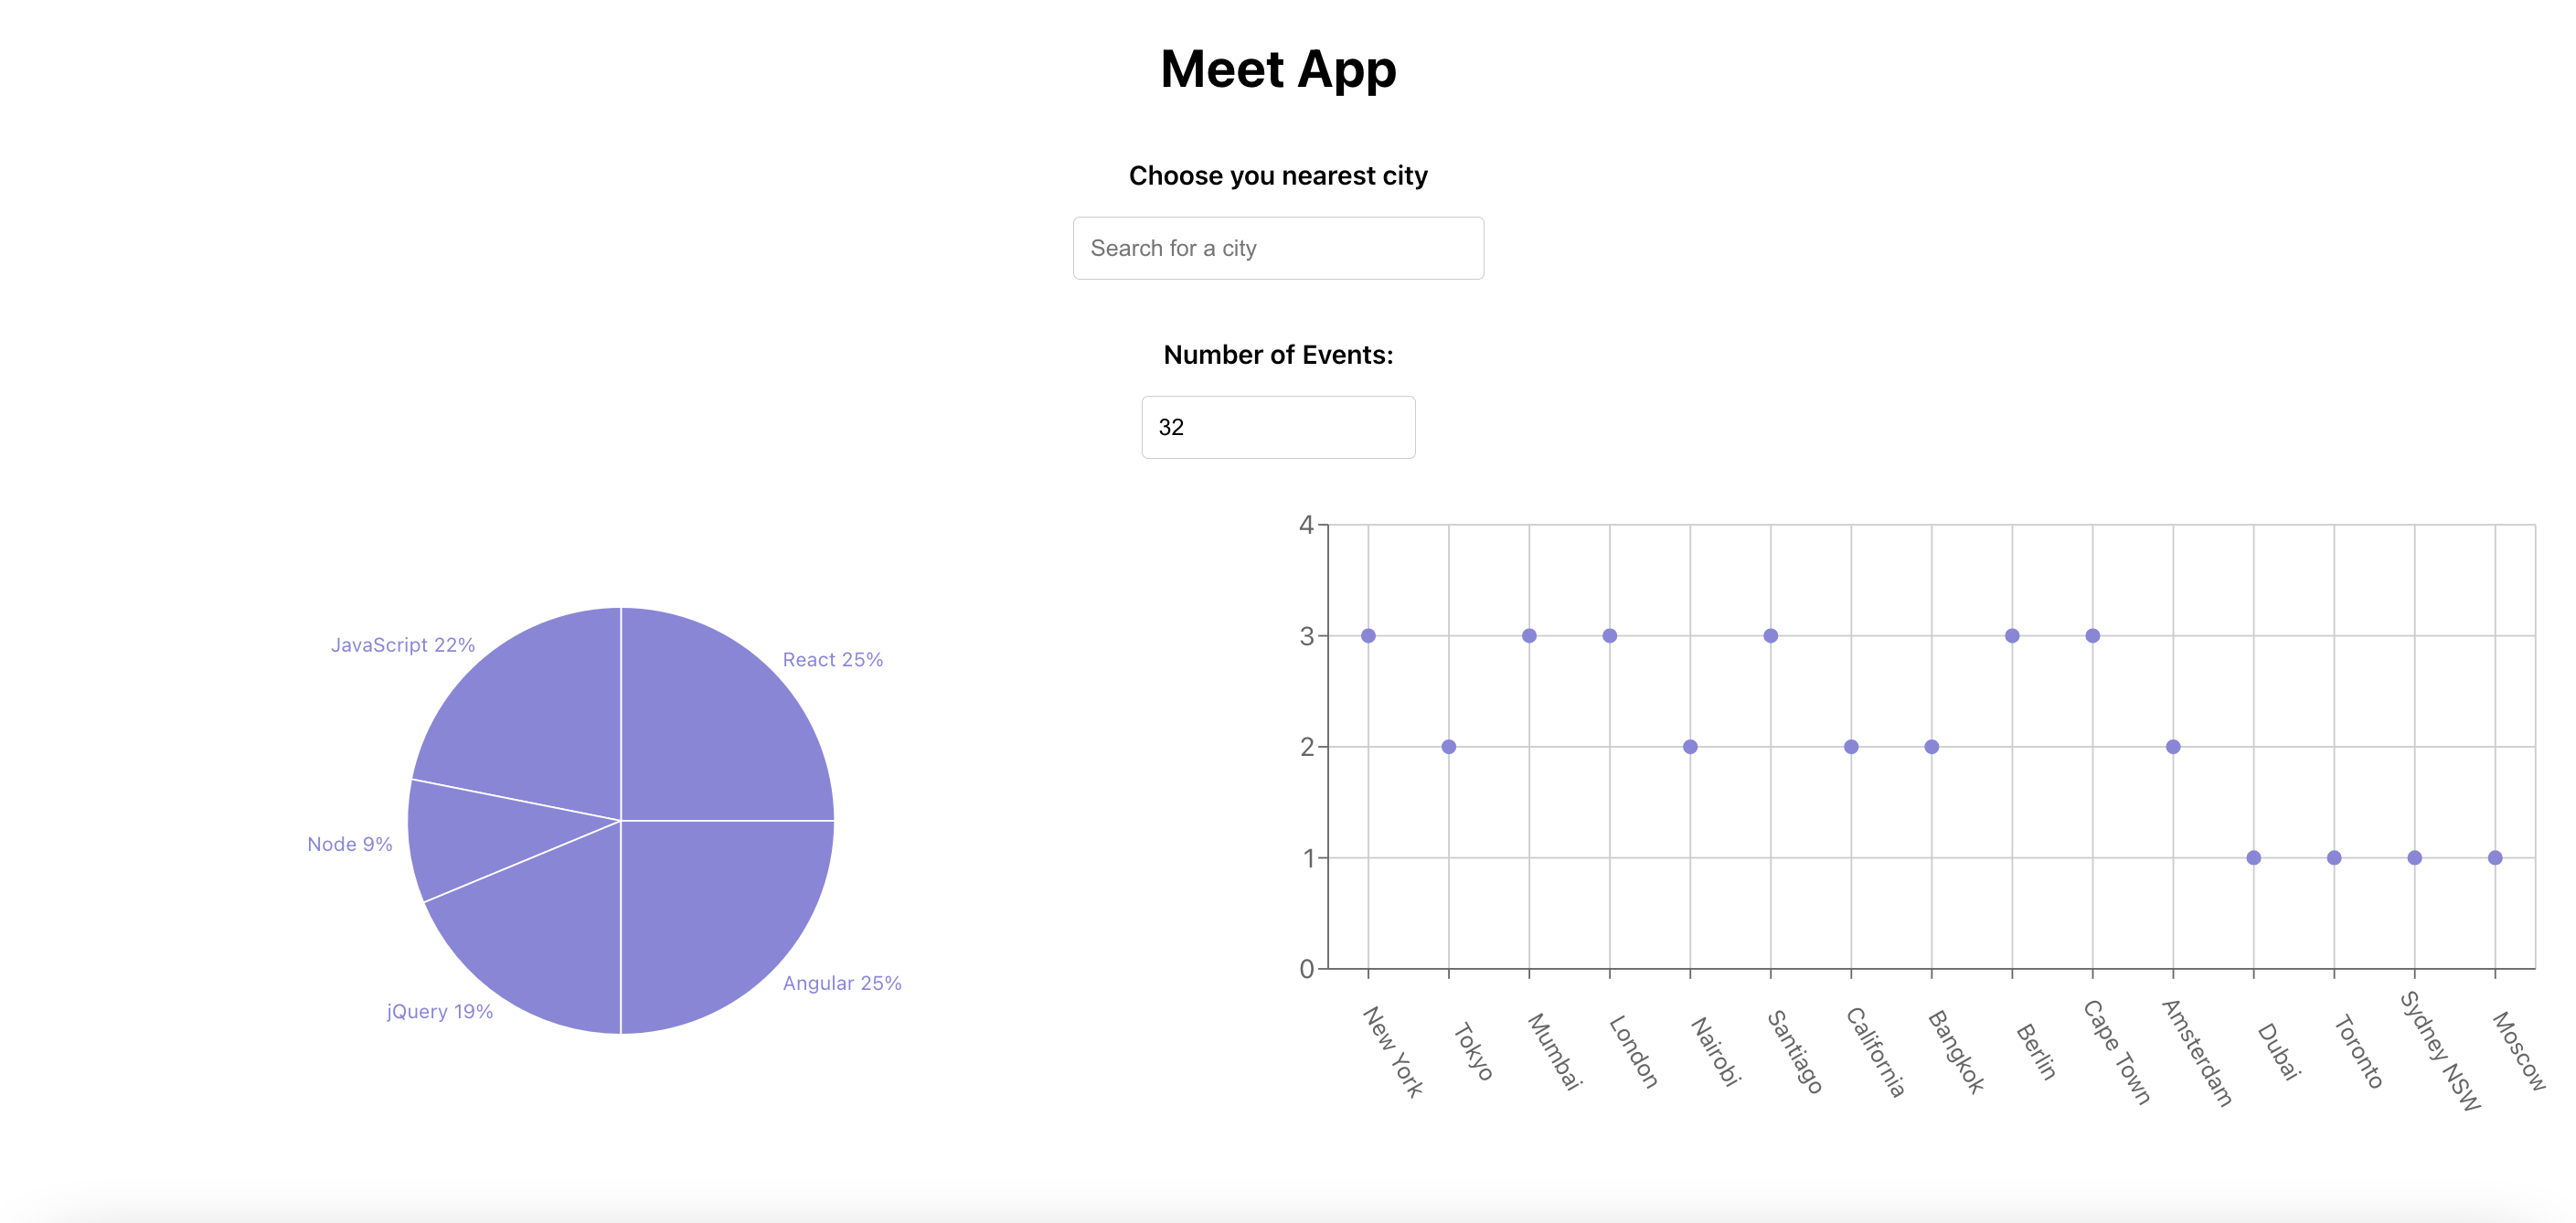 Meet App
Choose you nearest city
Search for a city
Number of Events:
32
JavaScript 22%
React 25%
Node 9%
Angular 25%
jQuery 19%
4
3
2
1
0
New York
Tokyo
Mumbai
London
Nairobi
Santiago
California
Bangkok
Berlin
Cape Town
Amsterdam
Dubai
Toronto
Sydney NSW
Moscow